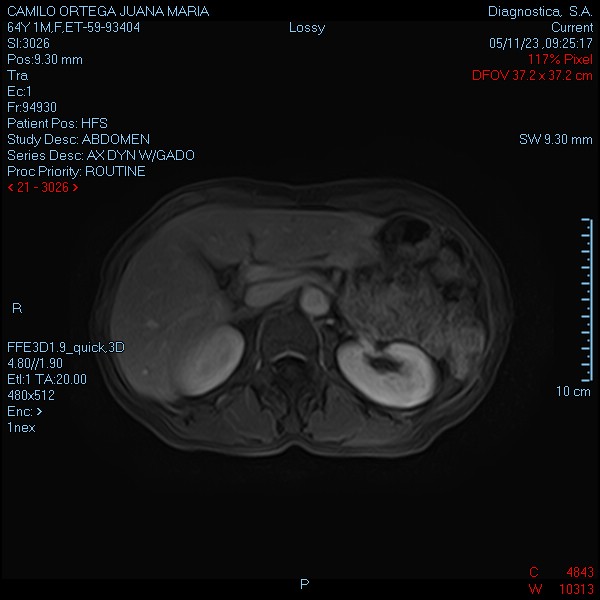 CAMILO ORTEGA JUANA MARIA
64Y 1M,F,ET-59-93404
SI:3026
Pos:9.30 mm
Tra
Ec:1
Fr:94930
Patient Pos: HFS
Study Desc: ABDOMEN
Series Desc: AX DYN W/GADO
Proc Priority: ROUTINE
< 21 - 3026 >
Lossy
Diagnostica, S.A.
Current
05/11/23 ,09:25:17
117% Pixel
DFOV 37.2 x 37.2 cm
SW 9.30 mm
R
FFE3D1.9_quick,3D
4.80//1.90
Etl:1 TA:20.00
480x512
Enc: >
1nex
10 cm
P
C 4843
W 10313